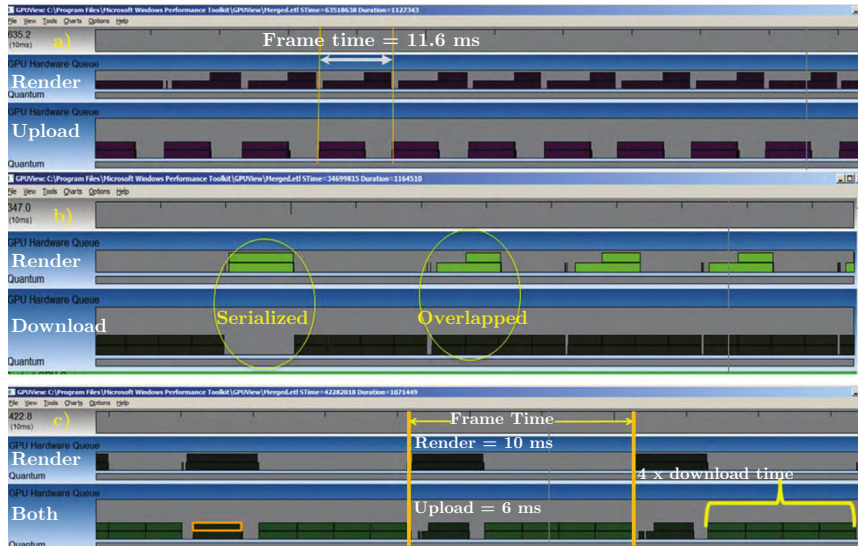 GPUView: C:\Program Files\Microsoft Windows Performance Toolkit\GPUView\Merged.etl STime=63518638 Duration=1127343
File View Tools Charts Options Help
635.2
(10ms)
a)
Frame time = 11.6 ms
GPU Hardware Queue
Render
Quantum
GPU Hardware Queue
Upload
Quantum
GPUView: C:\Program Files\Microsoft Windows Performance Toolkit\GPUView\Merged.etl STime=34699815 Duration=1164510
File View Tools Charts Options Help
347.0
(10ms)
b)
GPU Hardware Queue
Render
Quantum
GPU Hardware Queue
Serialized
Overlapped
Download
Quantum
GPUView: C:\Program Files\Microsoft Windows Performance Toolkit\GPUView\Merged.etl STime=42282018 Duration=1071449
File View Tools Charts Options Help
422.8
(10ms)
c)
Frame Time
GPU Hardware Queue
Render = 10 ms
Render
Quantum
4 x download time
GPU Hardware Queue
Upload = 6 ms
Both
Quantum